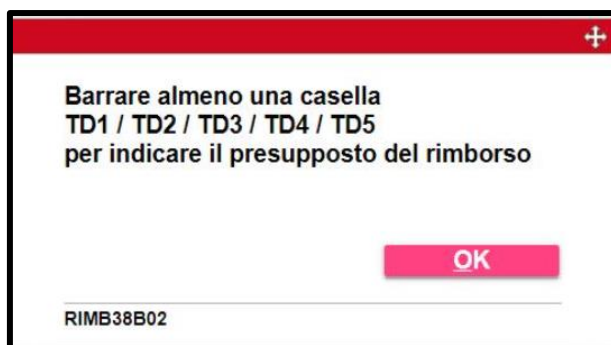 Barrare almeno una casella
TD1 / TD2 / TD3 / TD4 / TD5
per indicare il presupposto del rimborso
OK
RIMB38B02